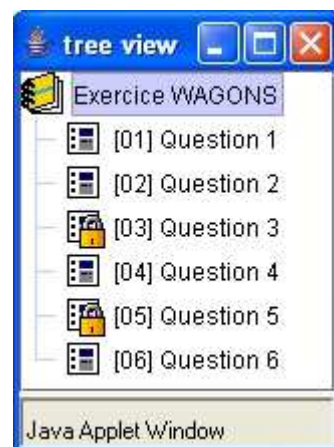 tree view
Exercice WAGONS
[01] Question 1
[02] Question 2
[03] Question 3
[04] Question 4
[05] Question 5
[06] Question 6
Java Applet Window